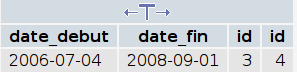 date_debut date_fin id id
2006-07-04 2008-09-01 3 4